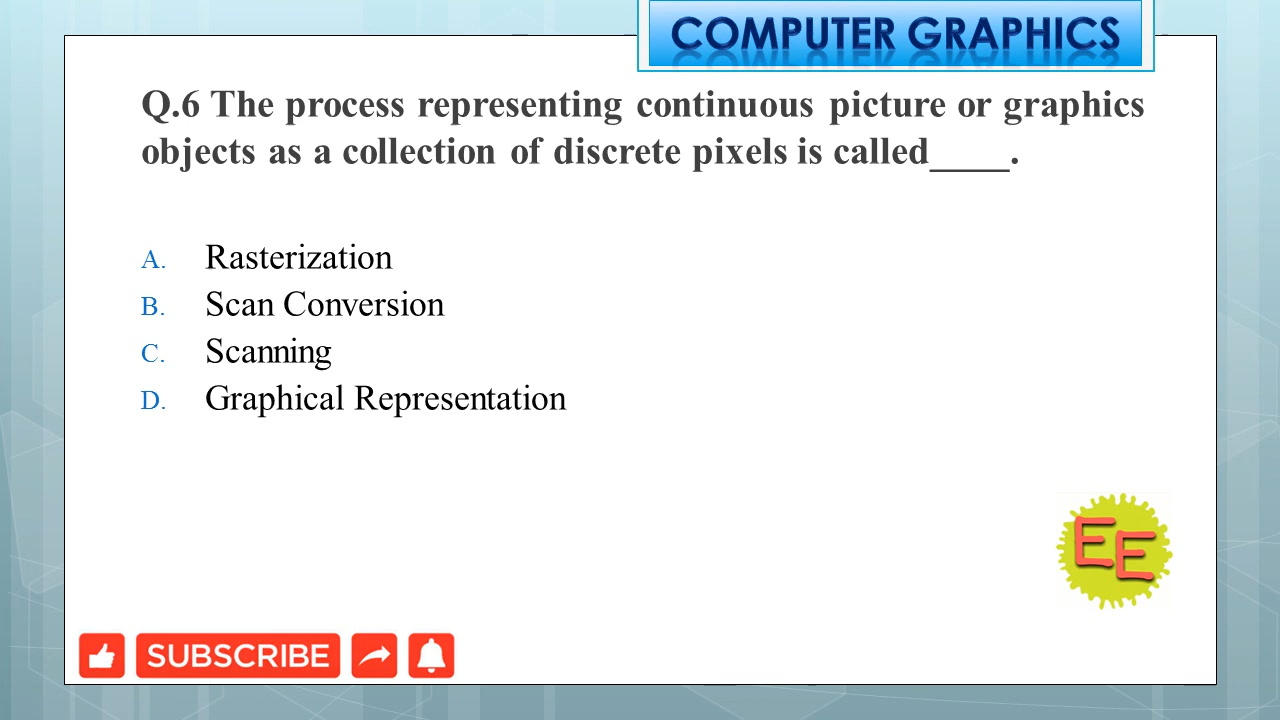 COMPUTER GRAPHICS
Q.6 The process representing continuous picture or graphics
objects as a collection of discrete pixels is called____.
A. Rasterization
B. Scan Conversion
C. Scanning
D. Graphical Representation
EE
SUBSCRIBE